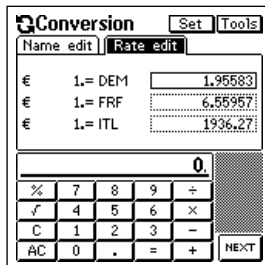 Conversion Set Tools
Name edit Rate edit
€ 1.= DEM 1.95583
€ 1.= FRF 6.55957
€ 1.= ITL 1936.27
0.
% 7 8 9 ÷
√ 4 5 6 ×
C 1 2 3 −
AC 0 . = + NEXT